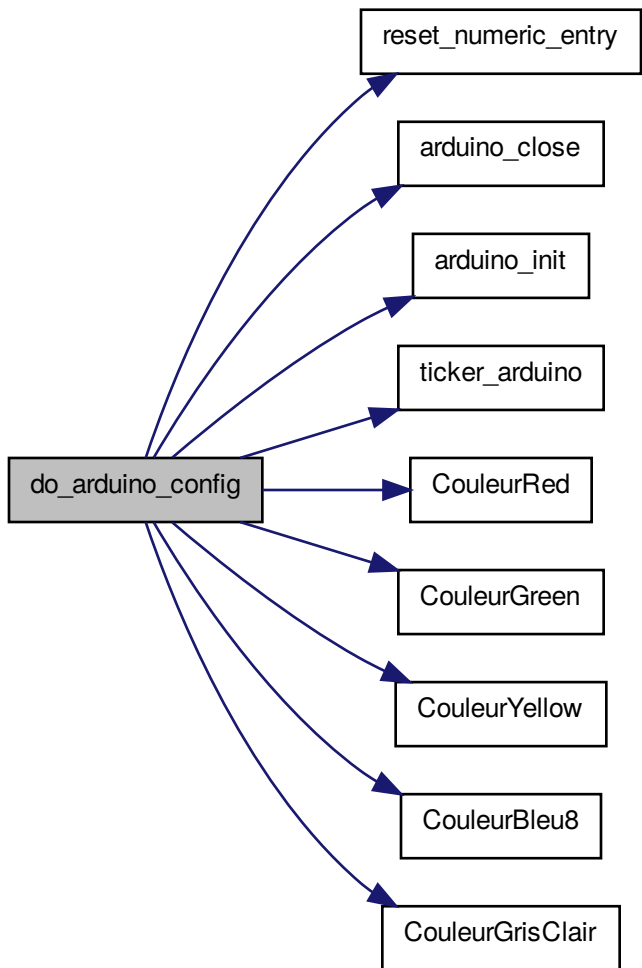 reset_numeric_entry
arduino_close
arduino_init
ticker_arduino
do_arduino_config
CouleurRed
CouleurGreen
CouleurYellow
CouleurBleu8
CouleurGrisClair